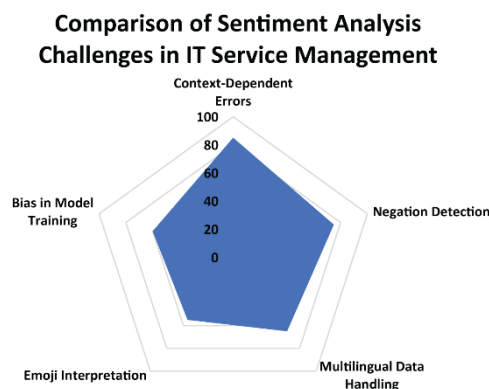 Comparison of Sentiment Analysis
Challenges in IT Service Management
Context-Dependent
Errors
100
80
60
40
20
0
Negation Detection
Multilingual Data
Handling
Emoji Interpretation
Bias in Model
Training